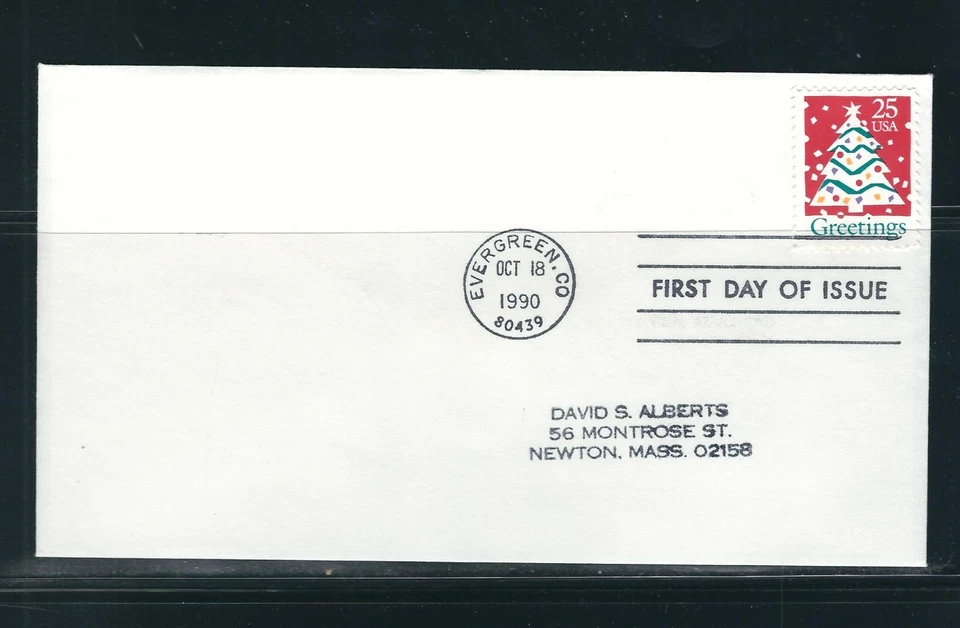 25
USA
Greetings
EVERGREEN, CO
OCT 18
1990
80439
FIRST DAY OF ISSUE
DAVID S. ALBERTS
56 MONTROSE ST.
NEWTON, MASS. 02158